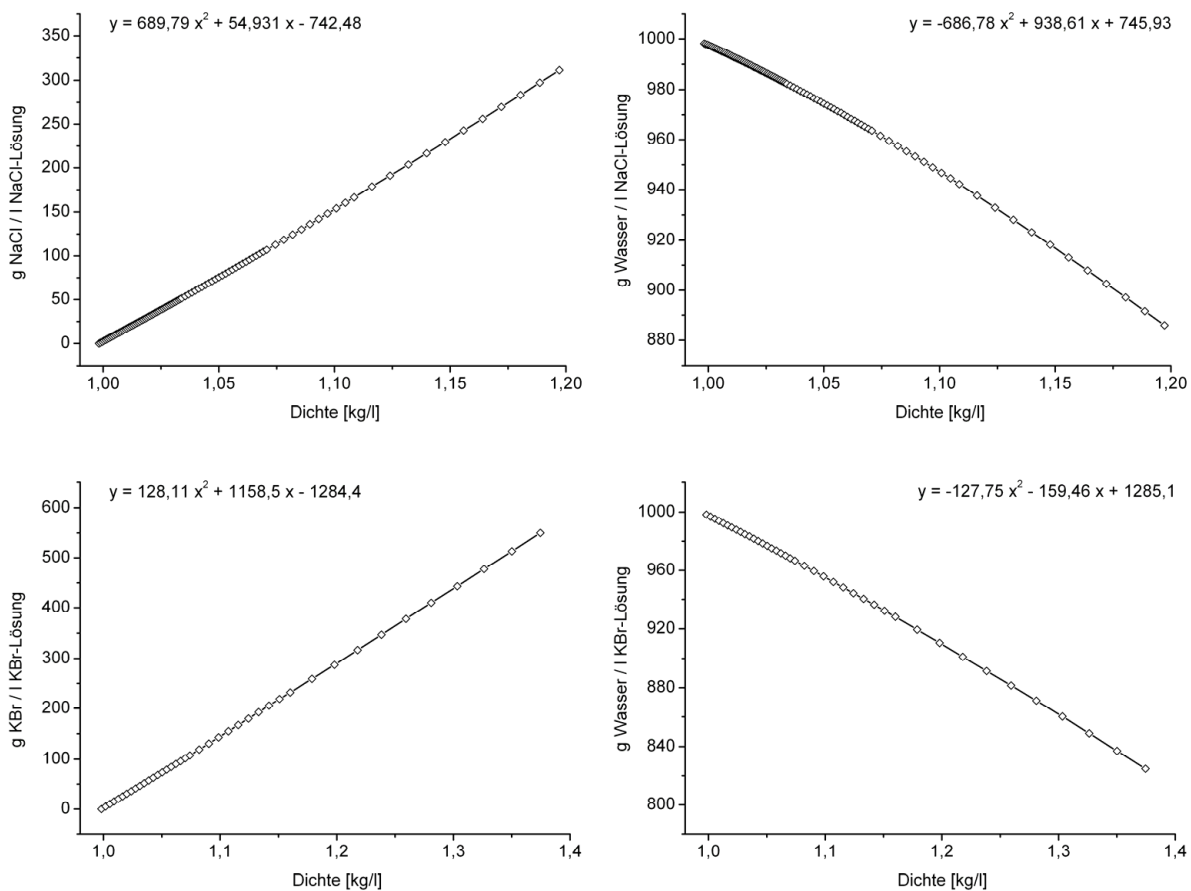 y = 689,79 x² + 54,931 x - 742,48
350
300
250
200
150
100
50
0
g NaCl / l NaCl-Lösung
1,00 1,05 1,10 1,15 1,20
Dichte [kg/l]
y = -686,78 x² + 938,61 x + 745,93
1000
980
960
940
920
900
880
g Wasser / l NaCl-Lösung
1,00 1,05 1,10 1,15 1,20
Dichte [kg/l]
y = 128,11 x² + 1158,5 x - 1284,4
600
500
400
300
200
100
0
g KBr / l KBr-Lösung
1,0 1,1 1,2 1,3 1,4
Dichte [kg/l]
y = -127,75 x² - 159,46 x + 1285,1
1000
960
920
880
840
800
g Wasser / l KBr-Lösung
1,0 1,1 1,2 1,3 1,4
Dichte [kg/l]